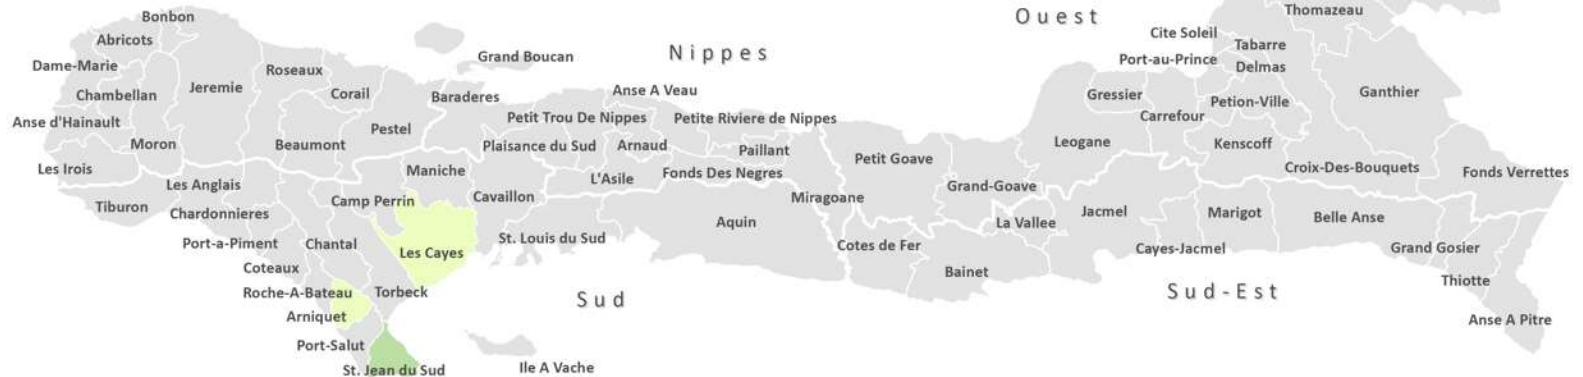 Bonbon
Abricots
Dame-Marie
Chambellan
Anse d'Hainault
Moron
Les Irois
Jeremie
Roseaux
Corail
Pestel
Beaumont
Grand Boucan
Baraderes
Nippes
Anse A Veau
Petit Trou De Nippes
Petite Riviere de Nippes
Plaisance du Sud
Arnaud
Paillant
L'Asile
Fonds Des Negres
Miragoane
Ouest
Thomazeau
Cite Soleil
Tabarre
Port-au-Prince
Delmas
Gressier
Petion-Ville
Ganthier
Carrefour
Leogane
Kenscoff
Croix-Des-Bouquets
Fonds Verrettes
Petit Goave
Grand-Goave
Les Anglais
Tiburon
Chardonnieres
Port-a-Piment
Chantal
Coteaux
Roche-A-Bateau
Arniquet
Port-Salut
St. Jean du Sud
Torbeck
Les Cayes
Camp Perrin
Maniche
Cavaillon
St. Louis du Sud
Aquin
Ile A Vache
Sud
Cotes de Fer
Bainet
La Vallee
Jacmel
Cayes-Jacmel
Marigot
Belle Anse
Grand Gosier
Thiotte
Anse A Pitre
Sud-Est